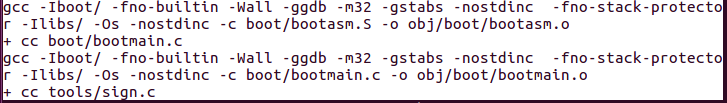 gcc -Iboot/ -fno-builtin -Wall -ggdb -m32 -gstabs -nostdinc  -fno-stack-protecto
r -Ilibs/ -Os -nostdinc -c boot/bootasm.S -o obj/boot/bootasm.o
+ cc boot/bootmain.c
gcc -Iboot/ -fno-builtin -Wall -ggdb -m32 -gstabs -nostdinc  -fno-stack-protecto
r -Ilibs/ -Os -nostdinc -c boot/bootmain.c -o obj/boot/bootmain.o
+ cc tools/sign.c